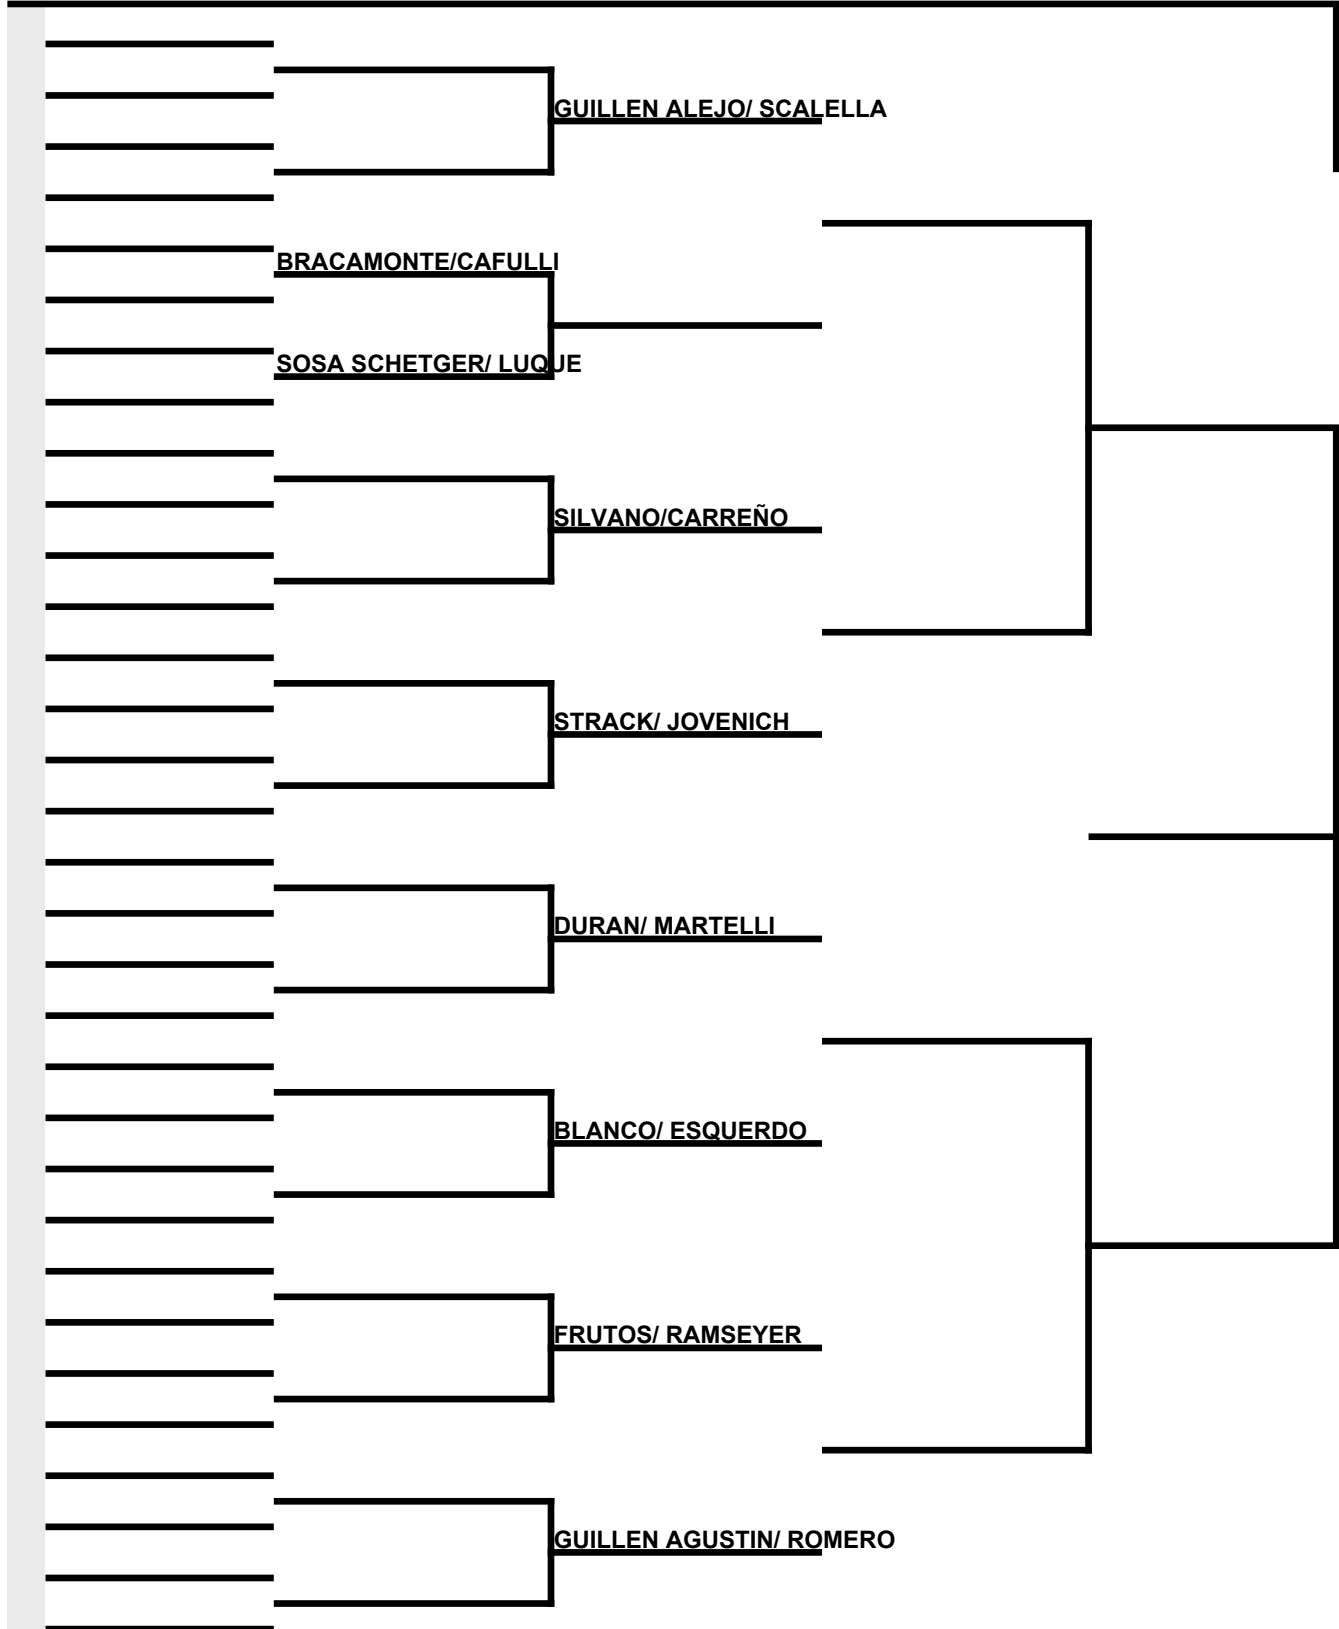 GUILLEN ALEJO/ SCALELLA
BRACAMONTE/CAFULLI
SOSA SCHETGER/ LUQUE
SILVANO/CARREÑO
STRACK/ JOVENICH
DURAN/ MARTELLI
BLANCO/ ESQUERDO
FRUTOS/ RAMSEYER
GUILLEN AGUSTIN/ ROMERO